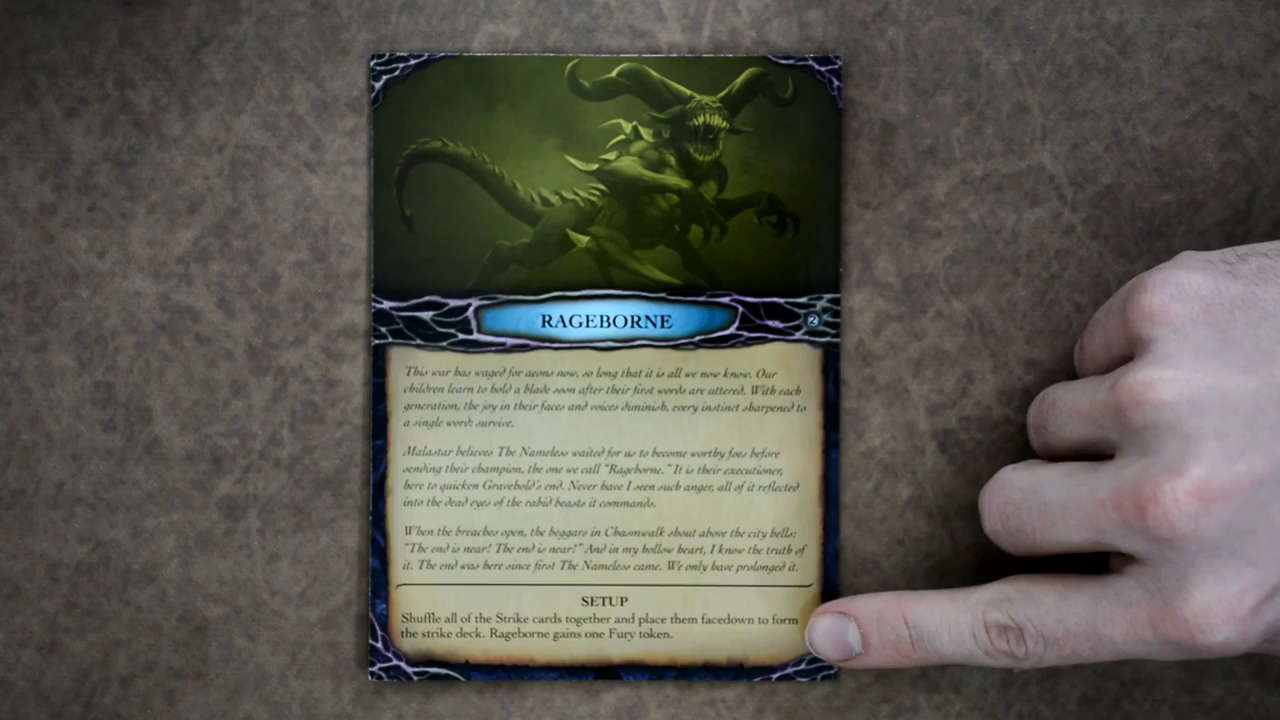 RAGEBORNE
2
This war has waged for aeons now, so long that it is all we now know. Our
children learn to hold a blade soon after their first words are uttered. With each
generation, the joy in their faces and voices diminish, every instinct sharpened to
a single word: survive.
Malastar believes The Nameless waited for us to become worthy foes before
sending their champion, the one we call "Rageborne." It is their executioner,
here to quicken Gravehold's end. Never have I seen such anger, all of it reflected
into the dead eyes of the rabid beasts it commands.
When the breaches open, the beggars in Chasmwalk shout above the city bells:
"The end is near! The end is near!" And in my hollow heart, I know the truth of
it. The end was here since first The Nameless came. We only have prolonged it.
SETUP
Shuffle all of the Strike cards together and place them facedown to form
the strike deck. Rageborne gains one Fury token.